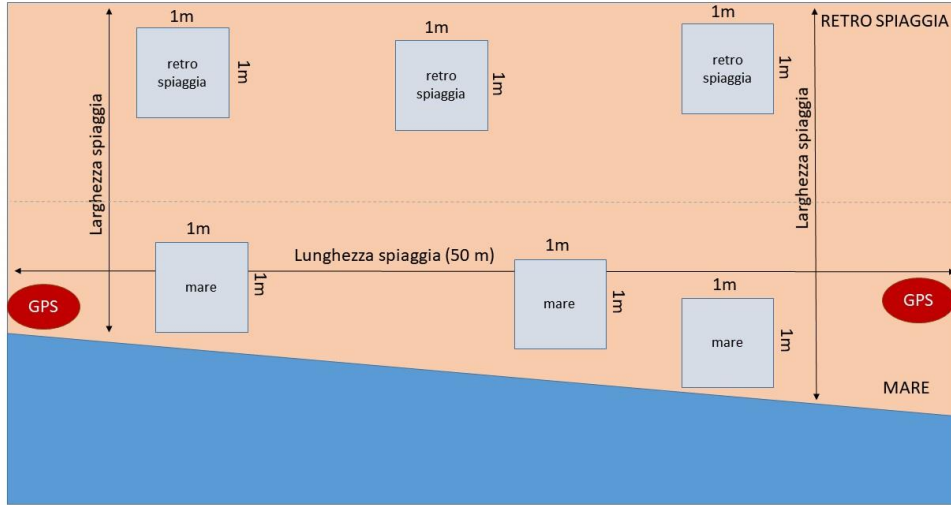 1m
1m
1m
RETRO SPIAGGIA
retro
spiaggia
1m
retro
spiaggia
1m
retro
spiaggia
1m
Larghezza spiaggia
Larghezza spiaggia
1m
1m
1m
Lunghezza spiaggia (50 m)
mare
1m
mare
1m
mare
1m
GPS
GPS
MARE